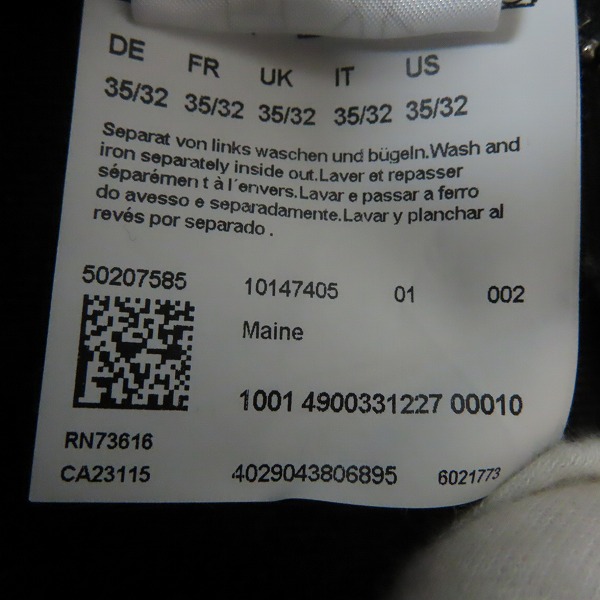 DE FR UK IT US
35/32 35/32 35/32 35/32 35/32
Separat von links waschen und bügeln.Wash and
iron separately inside out.Laver et repasser
séparément à l´envers.Lavar e passar a ferro
do avesso e separadamente.Lavar y planchar al
revés por separado .
50207585 10147405 01 002
Maine
1001 4900331227 00010
RN73616
CA23115 4029043806895 6021773